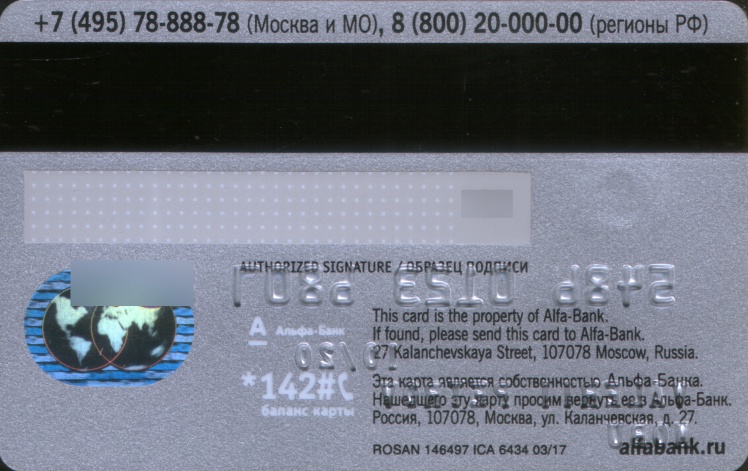 +7 (495) 78-888-78 (Москва и МО), 8 (800) 20-000-00 (регионы РФ)
AUTHORIZED SIGNATURE / ОБРАЗЕЦ ПОДПИСИ
This card is the property of Alfa-Bank.
If found, please send this card to Alfa-Bank.
27 Kalanchevskaya Street, 107078 Moscow, Russia.
А Альфа-Банк
*142#
баланс карты
Эта карта является собственностью Альфа-Банка.
Нашедшего эту карту просим вернуть ее в Альфа-Банк.
Россия, 107078, Москва, ул. Каланчевская, д. 27.
ROSAN 146497 ICA 6434 03/17
alfabank.ru